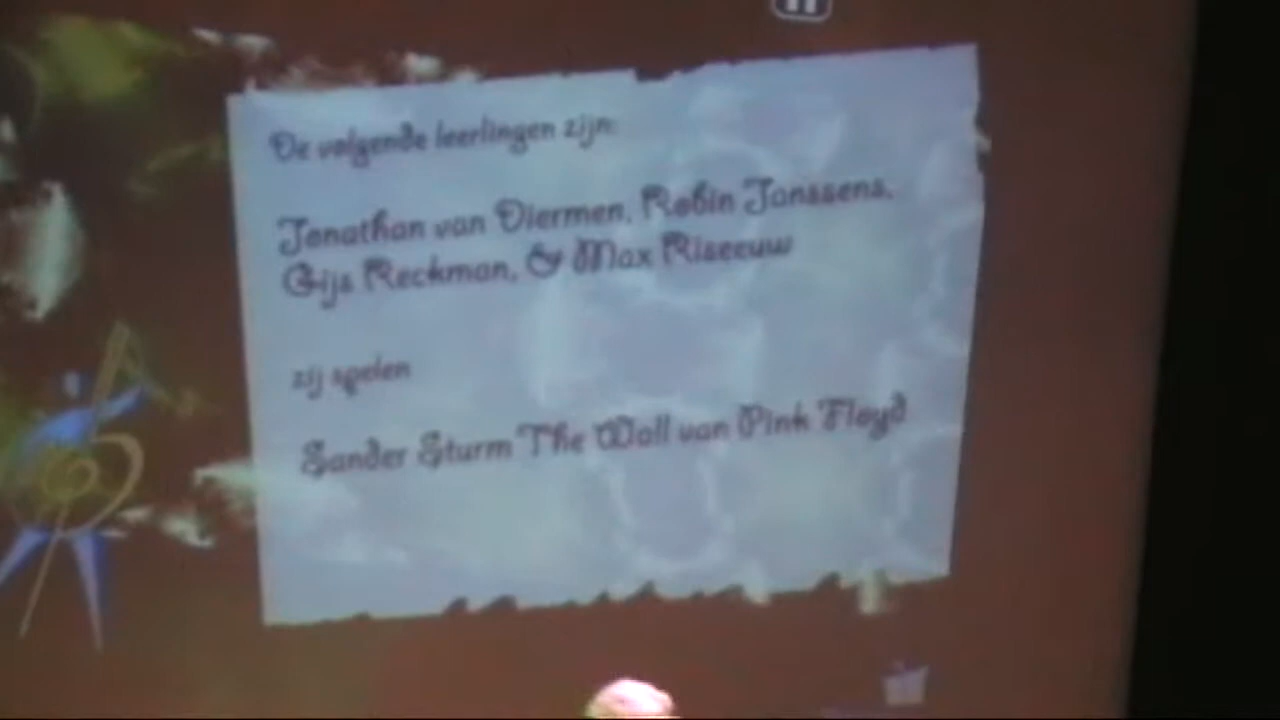 De volgende leerlingen zijn:
Jonathan van Diermen, Robin Janssens,
Gijs Reckman, & Max Riseeuw
zij spelen
Sander Sturm The Wall van Pink Floyd